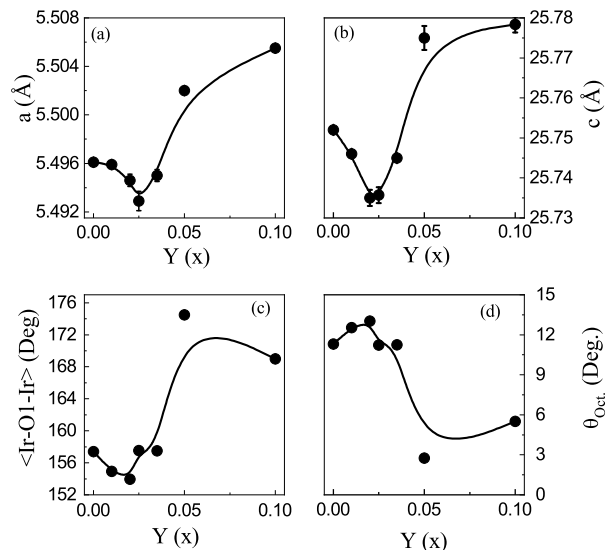 5.508
5.504
5.500
5.496
5.492
a (Å)
(a)
0.00 0.05 0.10
Y (x)
(b)
25.78
25.77
25.76
25.75
25.74
25.73
c (Å)
0.00 0.05 0.10
Y (x)
176
172
168
164
160
156
152
<Ir-O1-Ir> (Deg)
(c)
0.00 0.05 0.10
Y (x)
(d)
15
12
9
6
3
0
θOct. (Deg.)
0.00 0.05 0.10
Y (x)